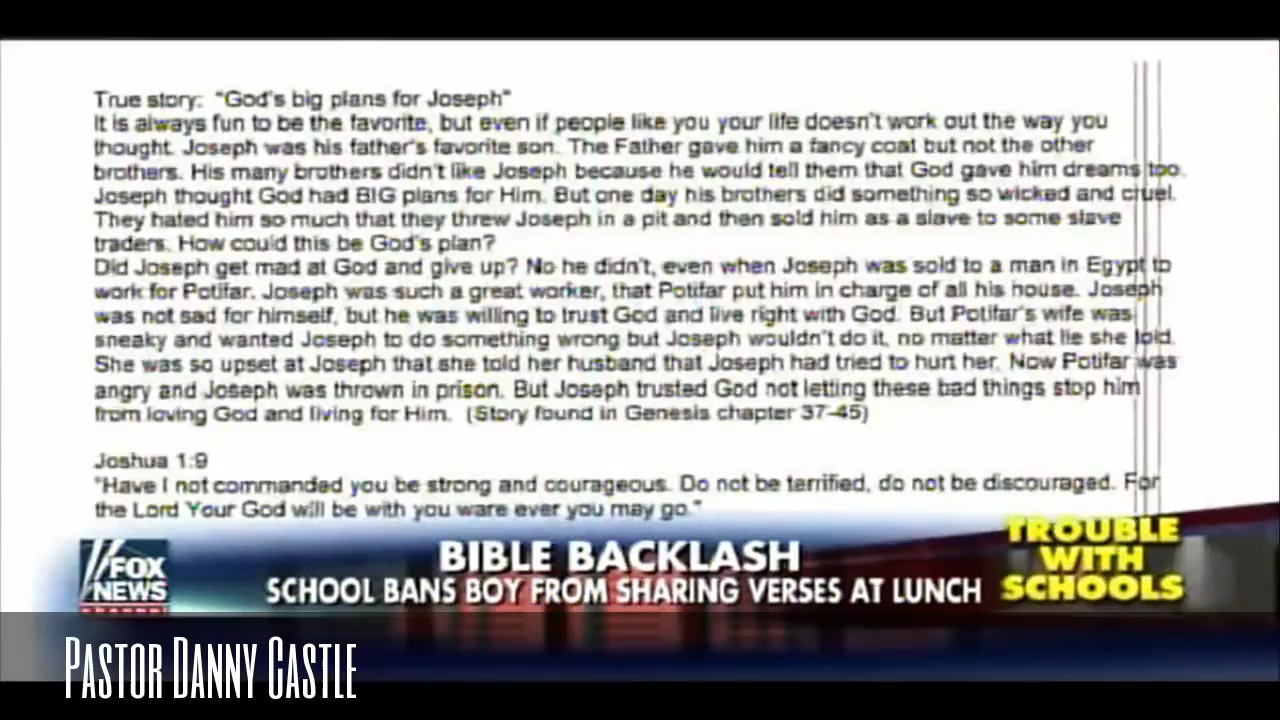 True story: "God's big plans for Joseph"
It is always fun to be the favorite, but even if people like you your life doesn't work out the way you
thought. Joseph was his father's favorite son. The Father gave him a fancy coat but not the other
brothers. His many brothers didn't like Joseph because he would tell them that God gave him dreams too.
Joseph thought God had BIG plans for Him. But one day his brothers did something so wicked and cruel.
They hated him so much that they threw Joseph in a pit and then sold him as a slave to some slave
traders. How could this be God's plan?
Did Joseph get mad at God and give up? No he didn't, even when Joseph was sold to a man in Egypt to
work for Potifar. Joseph was such a great worker, that Potifar put him in charge of all his house. Joseph
was not sad for himself, but he was willing to trust God and live right with God. But Potifar's wife was
sneaky and wanted Joseph to do something wrong but Joseph wouldn't do it, no matter what lie she told.
She was so upset at Joseph that she told her husband that Joseph had tried to hurt her. Now Potifar was
angry and Joseph was thrown in prison. But Joseph trusted God not letting these bad things stop him
from loving God and living for Him. (Story found in Genesis chapter 37-45)
Joshua 1:9
"Have I not commanded you be strong and courageous. Do not be terrified, do not be discouraged. For
the Lord Your God will be with you ware ever you may go."
FOX
NEWS
channel
BIBLE BACKLASH
SCHOOL BANS BOY FROM SHARING VERSES AT LUNCH
TROUBLE
WITH
SCHOOLS
PASTOR DANNY CASTLE